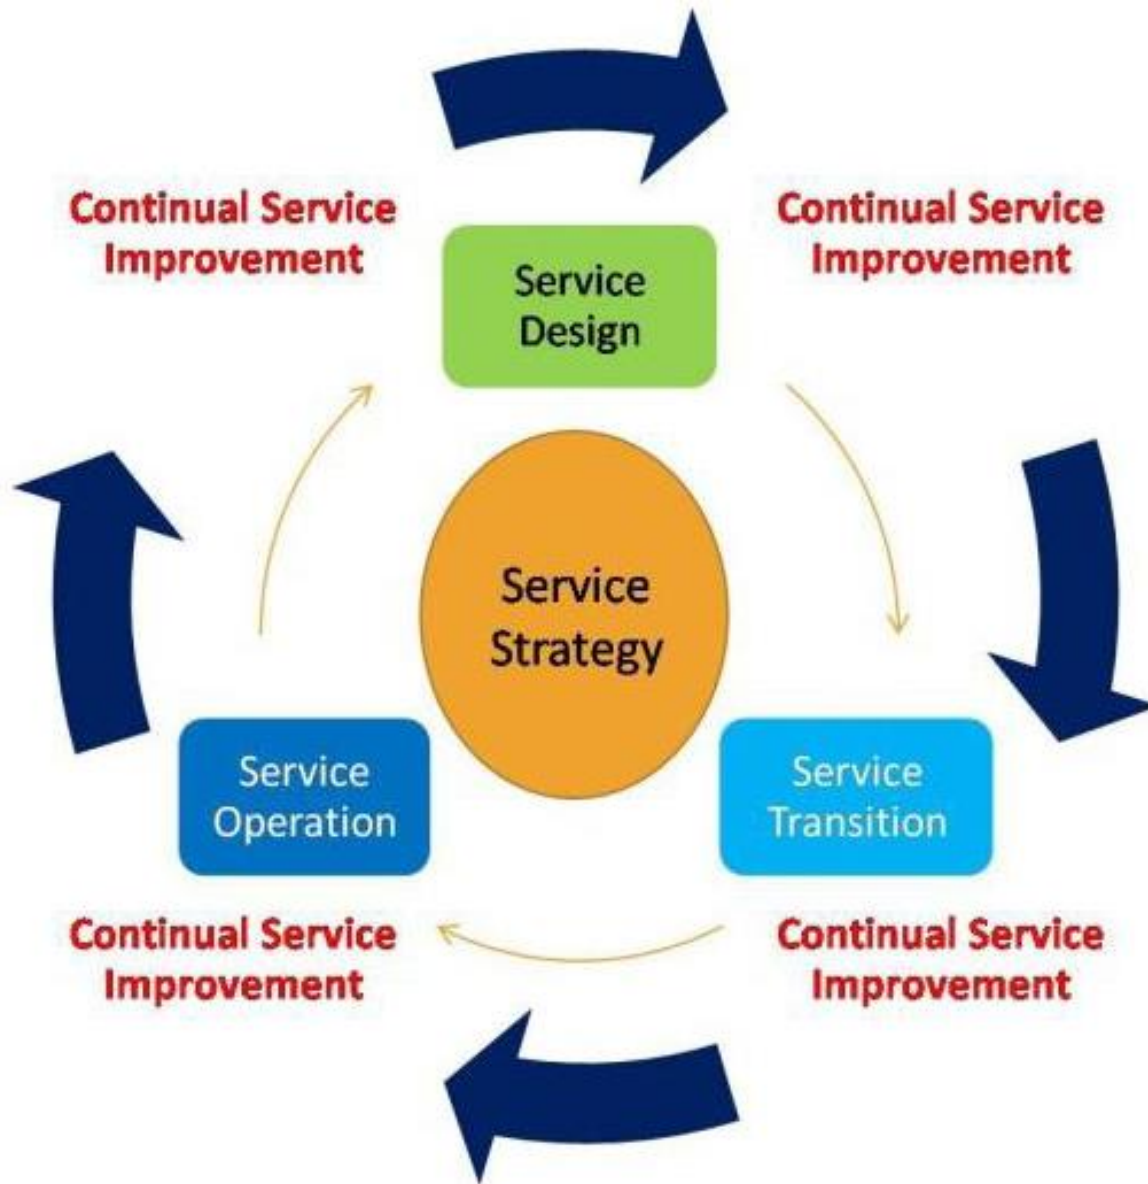 Continual Service
Improvement
Continual Service
Improvement
Service
Design
Service
Strategy
Service
Operation
Service
Transition
Continual Service
Improvement
Continual Service
Improvement